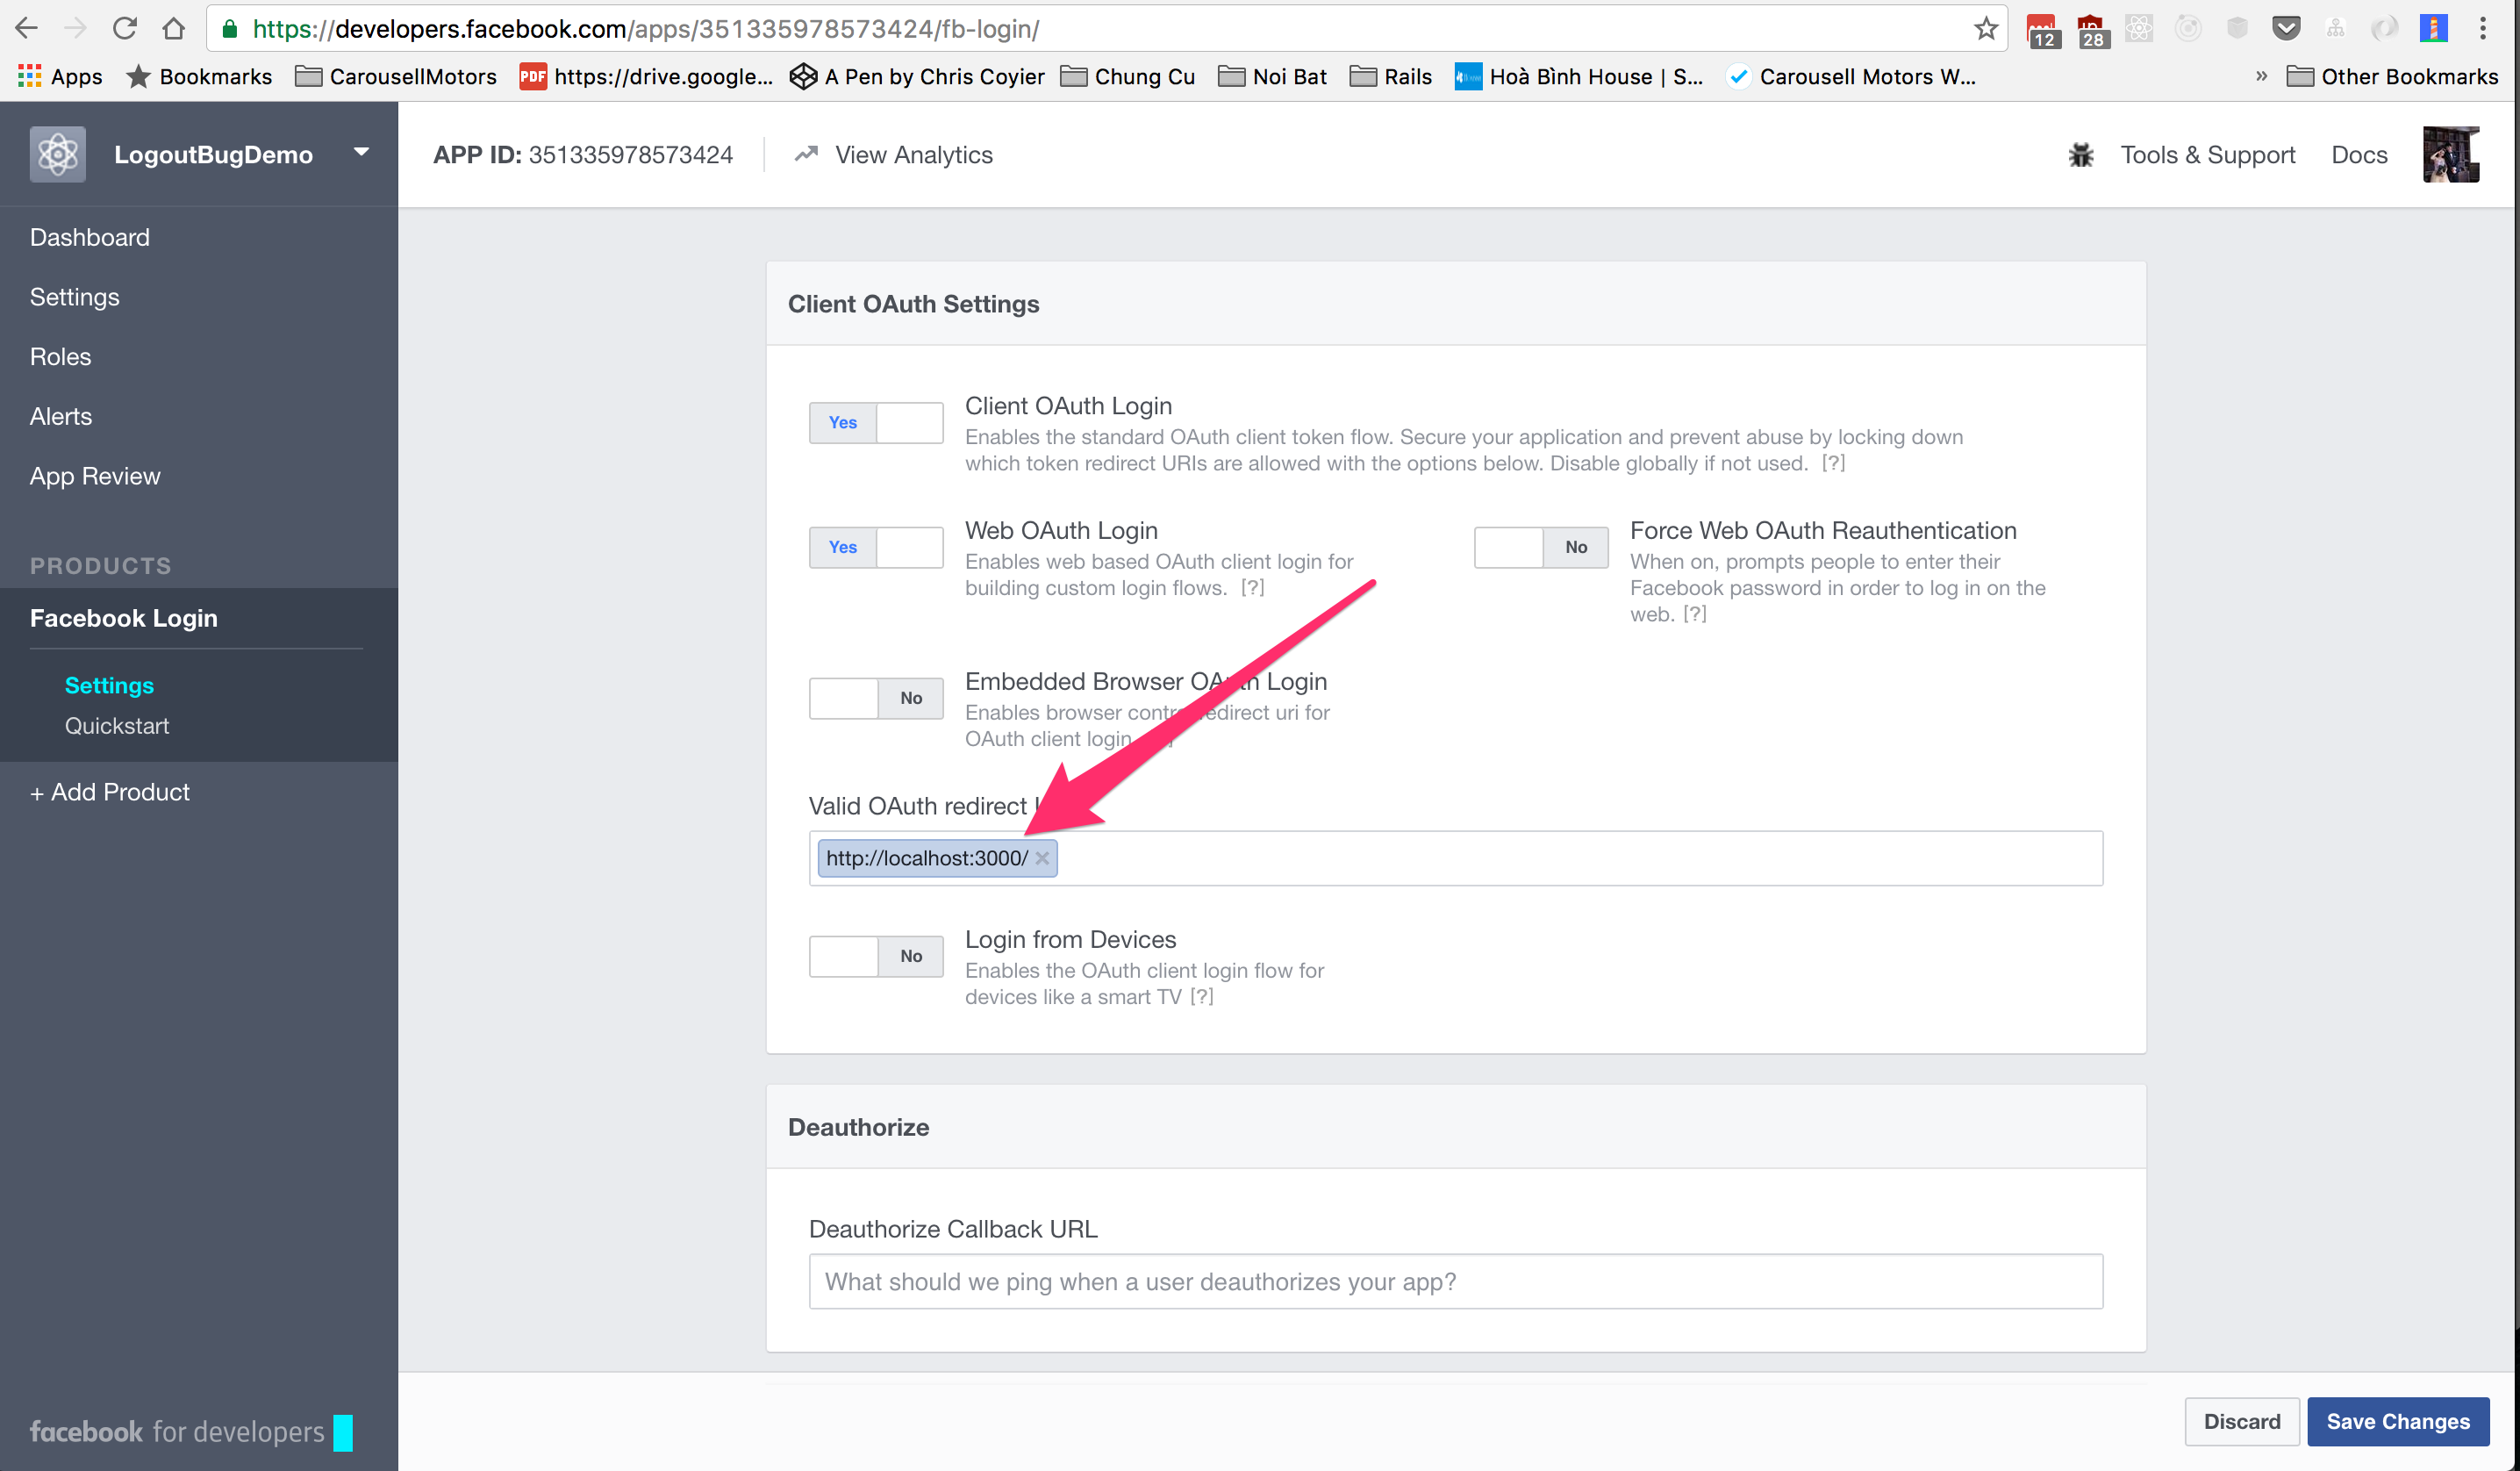 https://developers.facebook.com/apps/351335978573424/fb-login/
12
28
Apps
Bookmarks
CarousellMotors
PDF
https://drive.google...
A Pen by Chris Coyier
Chung Cu
Noi Bat
Rails
Hoà Bình House | S...
Carousell Motors W...
»
Other Bookmarks
LogoutBugDemo
APP ID: 351335978573424
View Analytics
Tools & Support
Docs
Dashboard
Settings
Roles
Alerts
App Review
PRODUCTS
Facebook Login
Settings
Quickstart
+ Add Product
facebook for developers
Client OAuth Settings
Yes
Client OAuth Login
Enables the standard OAuth client token flow. Secure your application and prevent abuse by locking down
which token redirect URIs are allowed with the options below. Disable globally if not used. [?]
Yes
Web OAuth Login
Enables web based OAuth client login for
building custom login flows. [?]
No
Force Web OAuth Reauthentication
When on, prompts people to enter their
Facebook password in order to log in on the
web. [?]
No
Embedded Browser OAuth Login
Enables browser control redirect uri for
OAuth client login.
Valid OAuth redirect
http://localhost:3000/
No
Login from Devices
Enables the OAuth client login flow for
devices like a smart TV [?]
Deauthorize
Deauthorize Callback URL
What should we ping when a user deauthorizes your app?
Discard
Save Changes